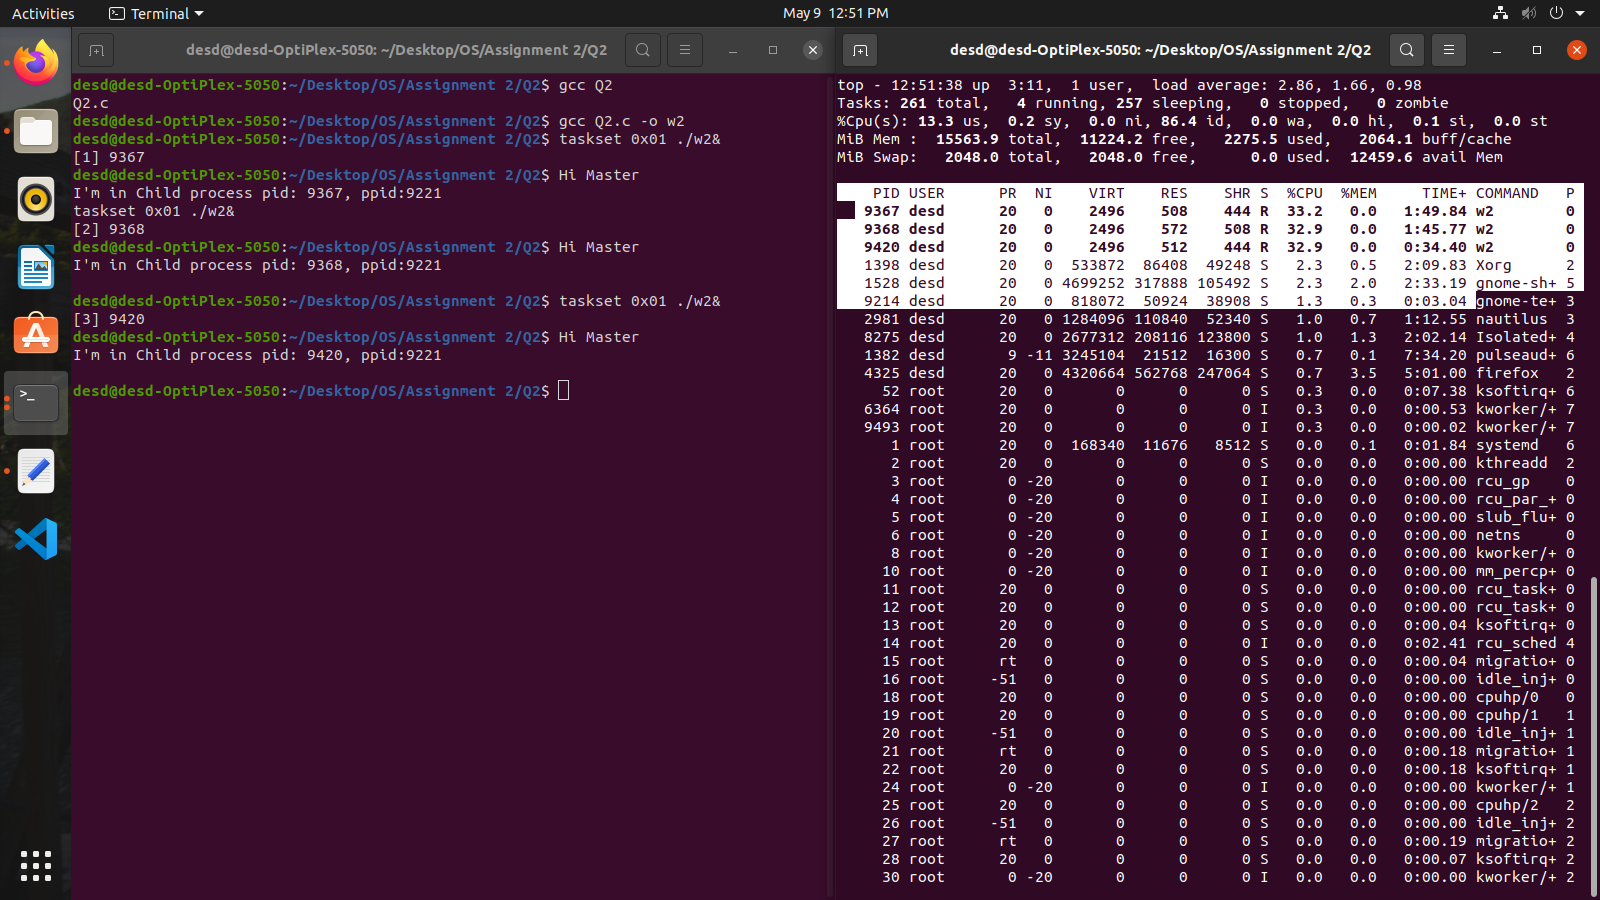 Activities
Terminal
May 9 12:51 PM
desd@desd-OptiPlex-5050: ~/Desktop/OS/Assignment 2/Q2
desd@desd-OptiPlex-5050:~/Desktop/OS/Assignment 2/Q2$ gcc Q2
Q2.c
desd@desd-OptiPlex-5050:~/Desktop/OS/Assignment 2/Q2$ gcc Q2.c -o w2
desd@desd-OptiPlex-5050:~/Desktop/OS/Assignment 2/Q2$ taskset 0x01 ./w2&
[1] 9367
desd@desd-OptiPlex-5050:~/Desktop/OS/Assignment 2/Q2$ Hi Master
I'm in Child process pid: 9367, ppid:9221
taskset 0x01 ./w2&
[2] 9368
desd@desd-OptiPlex-5050:~/Desktop/OS/Assignment 2/Q2$ Hi Master
I'm in Child process pid: 9368, ppid:9221
desd@desd-OptiPlex-5050:~/Desktop/OS/Assignment 2/Q2$ taskset 0x01 ./w2&
[3] 9420
desd@desd-OptiPlex-5050:~/Desktop/OS/Assignment 2/Q2$ Hi Master
I'm in Child process pid: 9420, ppid:9221
desd@desd-OptiPlex-5050:~/Desktop/OS/Assignment 2/Q2$
desd@desd-OptiPlex-5050: ~/Desktop/OS/Assignment 2/Q2
top - 12:51:38 up  3:11,  1 user,  load average: 2.86, 1.66, 0.98
Tasks: 261 total,   4 running, 257 sleeping,   0 stopped,   0 zombie
%Cpu(s): 13.3 us,  0.2 sy,  0.0 ni, 86.4 id,  0.0 wa,  0.0 hi,  0.1 si,  0.0 st
MiB Mem :  15563.9 total,  11224.2 free,   2275.5 used,   2064.1 buff/cache
MiB Swap:   2048.0 total,   2048.0 free,      0.0 used.  12459.6 avail Mem
PID USER PR NI VIRT RES SHR S %CPU %MEM TIME+ COMMAND P
9367 desd 20 0 2496 508 444 R 33.2 0.0 1:49.84 w2 0
9368 desd 20 0 2496 572 508 R 32.9 0.0 1:45.77 w2 0
9420 desd 20 0 2496 512 444 R 32.9 0.0 0:34.40 w2 0
1398 desd 20 0 533872 86408 49248 S 2.3 0.5 2:09.83 Xorg 2
1528 desd 20 0 4699252 317888 105492 S 2.3 2.0 2:33.19 gnome-sh+ 5
9214 desd 20 0 818072 50924 38908 S 1.3 0.3 0:03.04 gnome-te+ 3
2981 desd 20 0 1284096 110840 52340 S 1.0 0.7 1:12.55 nautilus 3
8275 desd 20 0 2677312 208116 123800 S 1.0 1.3 2:02.14 Isolated+ 4
1382 desd 9 -11 3245104 21512 16300 S 0.7 0.1 7:34.20 pulseaud+ 6
4325 desd 20 0 4320664 562768 247064 S 0.7 3.5 5:01.00 firefox 2
52 root 20 0 0 0 0 S 0.3 0.0 0:07.38 ksoftirq+ 6
6364 root 20 0 0 0 0 I 0.3 0.0 0:00.53 kworker/+ 7
9493 root 20 0 0 0 0 I 0.3 0.0 0:00.02 kworker/+ 7
1 root 20 0 168340 11676 8512 S 0.0 0.1 0:01.84 systemd 6
2 root 20 0 0 0 0 S 0.0 0.0 0:00.00 kthreadd 2
3 root 0 -20 0 0 0 I 0.0 0.0 0:00.00 rcu_gp 0
4 root 0 -20 0 0 0 I 0.0 0.0 0:00.00 rcu_par_+ 0
5 root 0 -20 0 0 0 I 0.0 0.0 0:00.00 slub_flu+ 0
6 root 0 -20 0 0 0 I 0.0 0.0 0:00.00 netns 0
8 root 0 -20 0 0 0 I 0.0 0.0 0:00.00 kworker/+ 0
10 root 0 -20 0 0 0 I 0.0 0.0 0:00.00 mm_percp+ 0
11 root 20 0 0 0 0 S 0.0 0.0 0:00.00 rcu_task+ 0
12 root 20 0 0 0 0 S 0.0 0.0 0:00.00 rcu_task+ 0
13 root 20 0 0 0 0 S 0.0 0.0 0:00.04 ksoftirq+ 0
14 root 20 0 0 0 0 I 0.0 0.0 0:02.41 rcu_sched 4
15 root rt 0 0 0 0 S 0.0 0.0 0:00.04 migratio+ 0
16 root -51 0 0 0 0 S 0.0 0.0 0:00.00 idle_inj+ 0
18 root 20 0 0 0 0 S 0.0 0.0 0:00.00 cpuhp/0 0
19 root 20 0 0 0 0 S 0.0 0.0 0:00.00 cpuhp/1 1
20 root -51 0 0 0 0 S 0.0 0.0 0:00.00 idle_inj+ 1
21 root rt 0 0 0 0 S 0.0 0.0 0:00.18 migratio+ 1
22 root 20 0 0 0 0 S 0.0 0.0 0:00.18 ksoftirq+ 1
24 root 0 -20 0 0 0 I 0.0 0.0 0:00.00 kworker/+ 1
25 root 20 0 0 0 0 S 0.0 0.0 0:00.00 cpuhp/2 2
26 root -51 0 0 0 0 S 0.0 0.0 0:00.00 idle_inj+ 2
27 root rt 0 0 0 0 S 0.0 0.0 0:00.19 migratio+ 2
28 root 20 0 0 0 0 S 0.0 0.0 0:00.07 ksoftirq+ 2
30 root 0 -20 0 0 0 I 0.0 0.0 0:00.00 kworker/+ 2